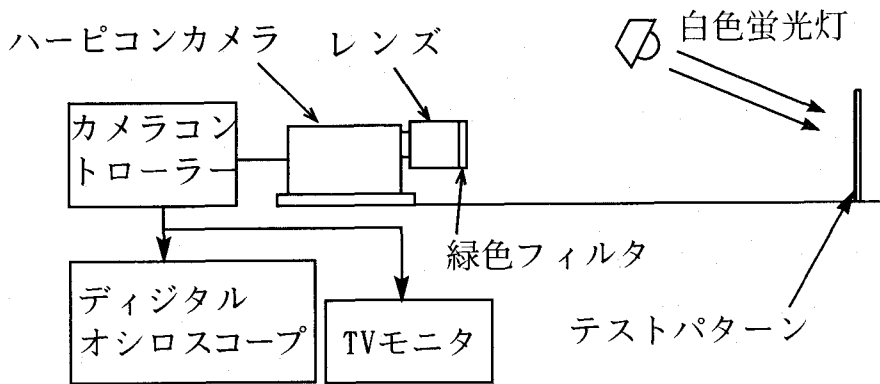 ハーピコンカメラ
レンズ
白色蛍光灯
カメラコン
トローラー
緑色フィルタ
ディジタル
オシロスコープ
TVモニタ
テストパターン